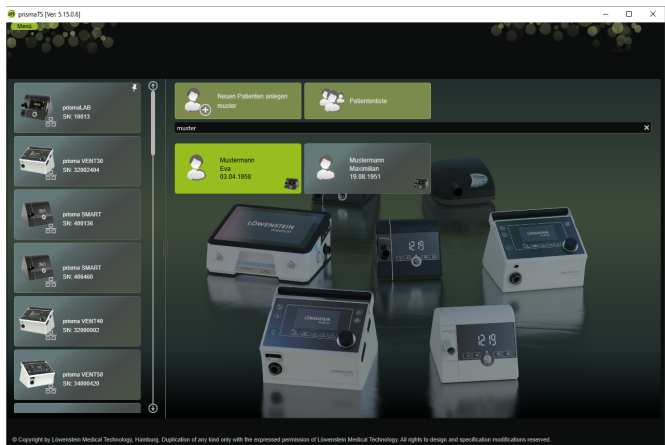 prismaTS [Ver: 5.15.0.6]
Menü
prismaLAB
SN: 10013
prisma VENT30
SN: 32002404
prisma SMART
SN: 400136
prisma SMART
SN: 406460
prisma VENT40
SN: 32000002
prisma VENT50
SN: 34000420
Neuen Patienten anlegen
muster
Patientenliste
muster
Mustermann
Eva
03.04.1958
Mustermann
Maximilian
19.08.1951
LÖWENSTEIN
medical
12:19
LÖWENSTEIN
12:19
© Copyright by Löwenstein Medical Technology, Hamburg. Duplication of any kind only with the expressed permission of Löwenstein Medical Technology. All rights to design and specification modifications reserved.